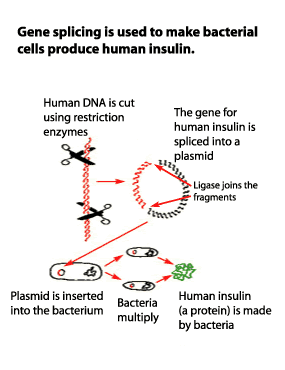 Gene splicing is used to make bacterial
cells produce human insulin.
Human DNA is cut
using restriction
enzymes
The gene for
human insulin is
spliced into a
plasmid
Ligase joins the
fragments
Plasmid is inserted
into the bacterium
Bacteria
multiply
Human insulin
(a protein) is made
by bacteria